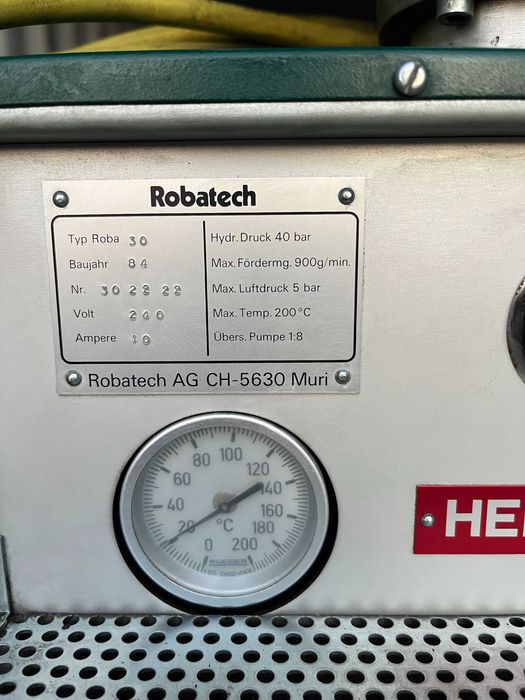 Robatech
Typ Roba 30
Baujahr 84
Nr. 30 22 22
Volt 240
Ampere 10
Hydr. Druck 40 bar
Max. Fördermg. 900g/min.
Max. Luftdruck 5 bar
Max. Temp. 200°C
Übers. Pumpe 1:8
Robatech AG CH-5630 Muri
0 20 40 60 80 100 120 140 160 180 200
°C
HE